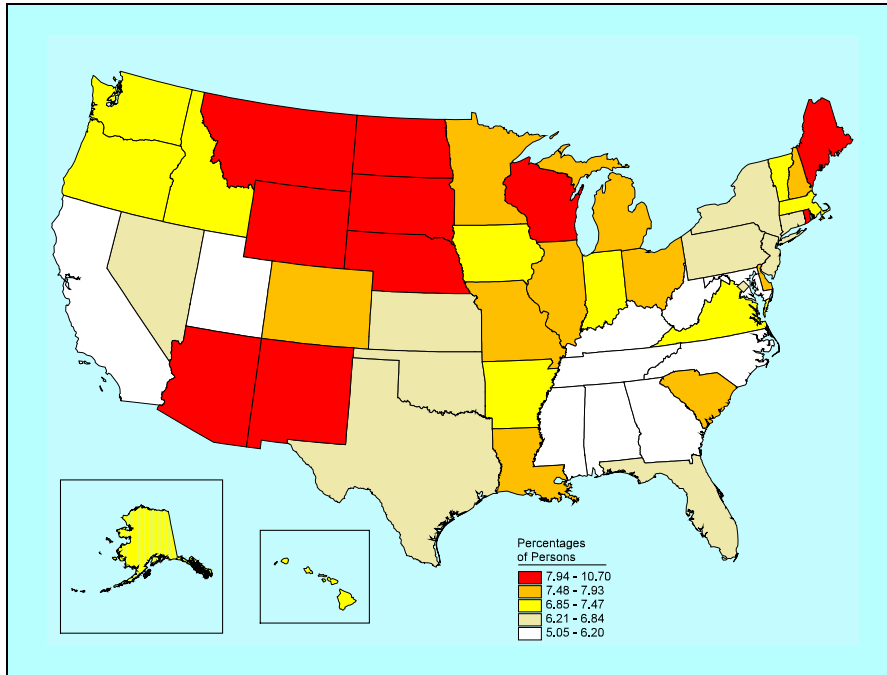 Percentages
of Persons
7.94 - 10.70
7.48 - 7.93
6.85 - 7.47
6.21 - 6.84
5.05 - 6.20